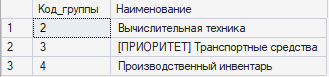 Код_группы Наименование
1 2 Вычислительная техника
2 3 [ПРИОРИТЕТ] Транспортные средства
3 4 Производственный инвентарь